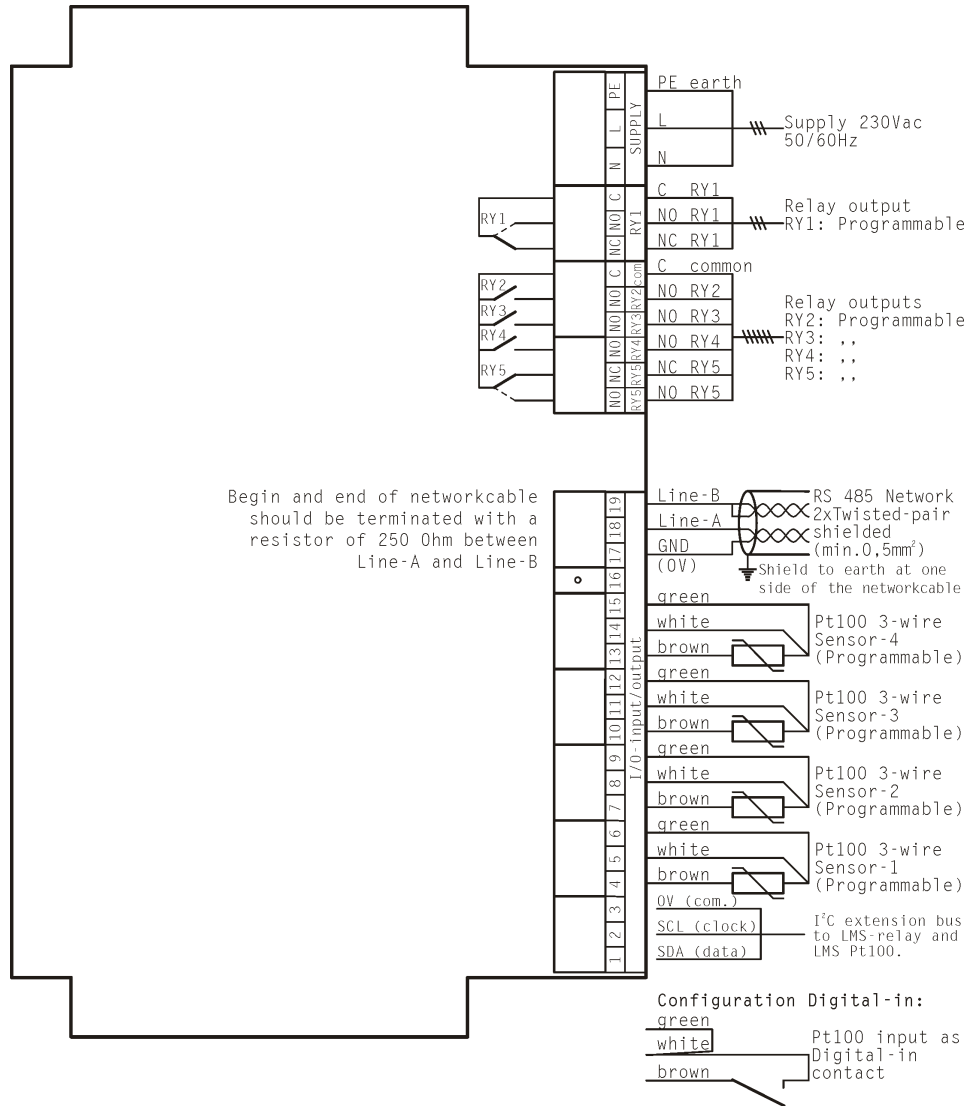 PE earth
L
N
PE
L
N
SUPPLY
Supply 230Vac
50/60Hz
RY1
C
NO
NC
RY1
C RY1
NO RY1
NC RY1
Relay output
RY1: Programmable
RY2
RY3
RY4
RY5
C
NO
NO
NO
NC
NO
com
RY2
RY3
RY4
RY5
RY5
C common
NO RY2
NO RY3
NO RY4
NC RY5
NO RY5
Relay outputs
RY2: Programmable
RY3: ,,
RY4: ,,
RY5: ,,
Begin and end of networkcable
should be terminated with a
resistor of 250 Ohm between
Line-A and Line-B
19
18
17
16
15
14
13
12
11
10
9
8
7
6
5
4
3
2
1
I/O-input/output
Line-B
Line-A
GND
(0V)
RS 485 Network
2xTwisted-pair
shielded
(min.0,5mm²)
Shield to earth at one
side of the networkcable
green
white
brown
Pt100 3-wire
Sensor-4
(Programmable)
green
white
brown
Pt100 3-wire
Sensor-3
(Programmable)
green
white
brown
Pt100 3-wire
Sensor-2
(Programmable)
green
white
brown
Pt100 3-wire
Sensor-1
(Programmable)
0V (com.)
SCL (clock)
SDA (data)
I²C extension bus
to LMS-relay and
LMS Pt100.
Configuration Digital-in:
green
white
brown
Pt100 input as
Digital-in
contact